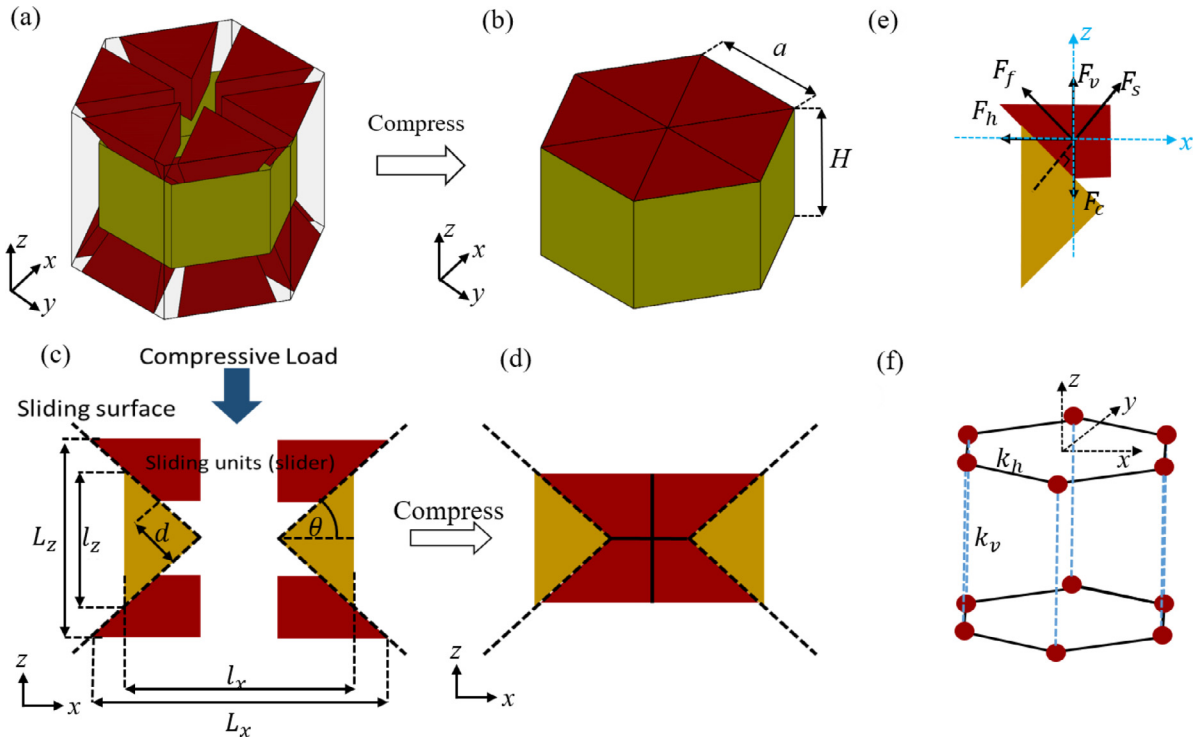 (a)
Compress
z
x
y
(b)
a
H
z
x
y
(e)
z
F_f
F_v
F_s
F_h
x
F_c
(c)
Compressive Load
Sliding surface
Sliding units (slider)
L_z
l_z
d
θ
l_x
L_x
z
x
Compress
(d)
z
x
(f)
z
y
x
k_h
k_v